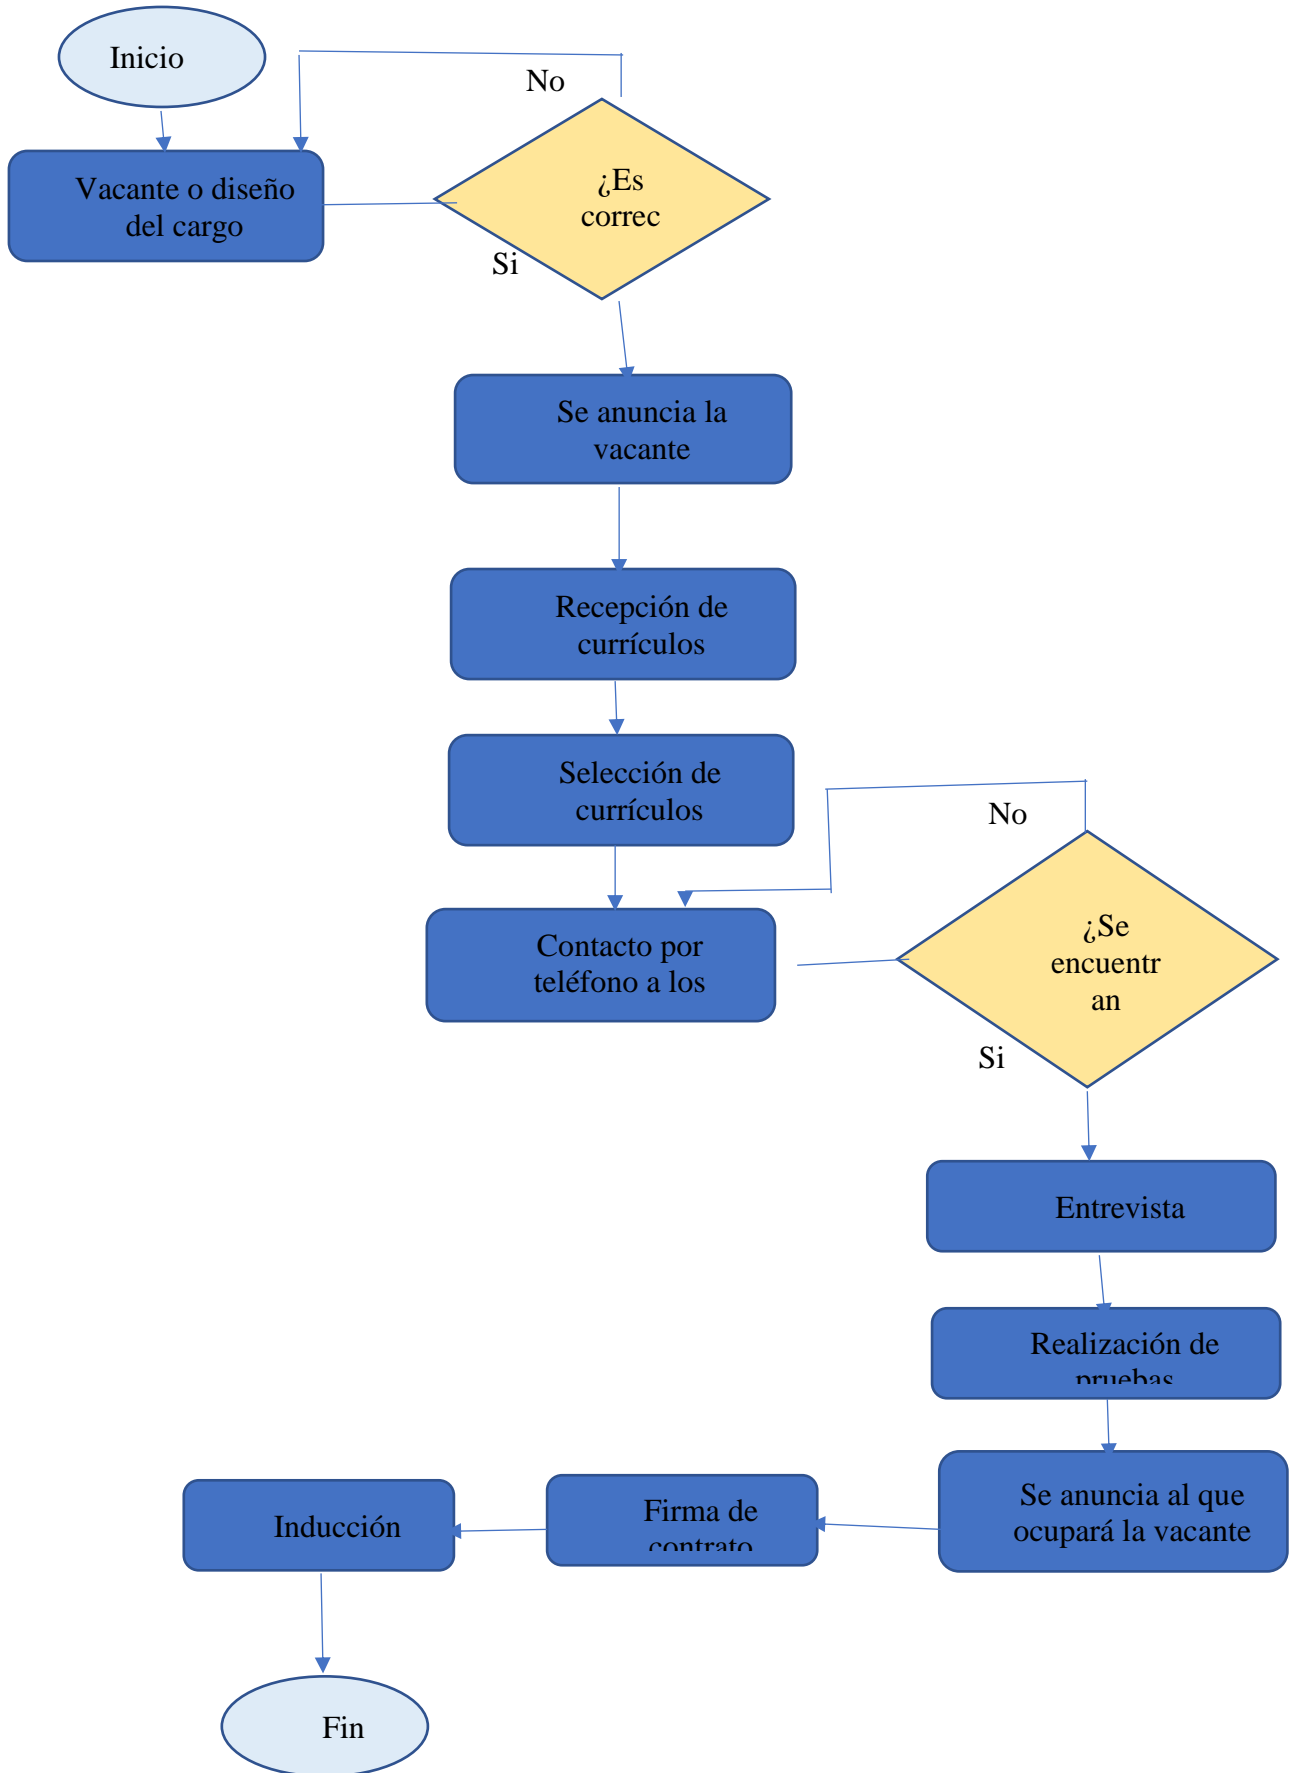 Inicio
No
Vacante o diseño
del cargo
¿Es
correc
Si
Se anuncia la
vacante
Recepción de
currículos
Selección de
currículos
No
Contacto por
teléfono a los
¿Se
encuentr
an
Si
Entrevista
Realización de
pruebas
Se anuncia al que
ocupará la vacante
Firma de
contrato
Inducción
Fin